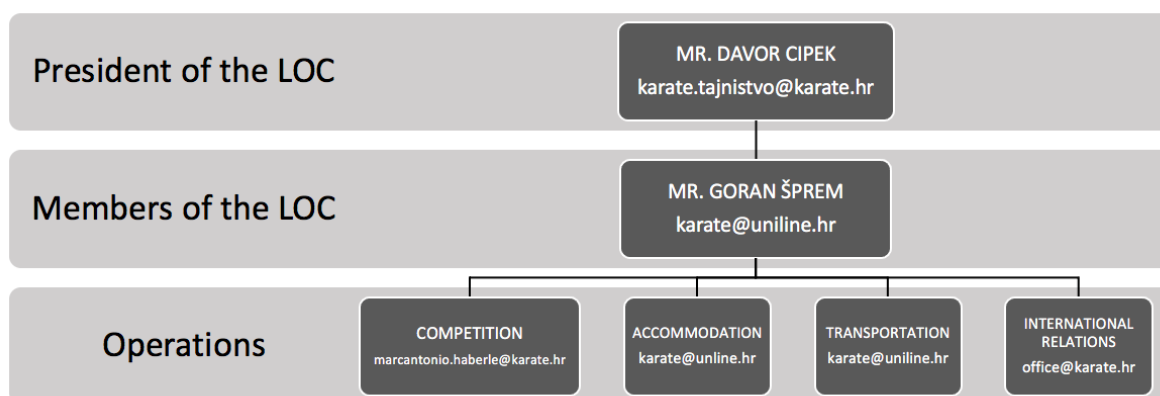 President of the LOC
MR. DAVOR CIPEK
karate.tajnistvo@karate.hr
Members of the LOC
MR. GORAN ŠPREM
karate@uniline.hr
Operations
COMPETITION
marcantonio.haberle@karate.hr
ACCOMMODATION
karate@unline.hr
TRANSPORTATION
karate@uniline.hr
INTERNATIONAL
RELATIONS
office@karate.hr